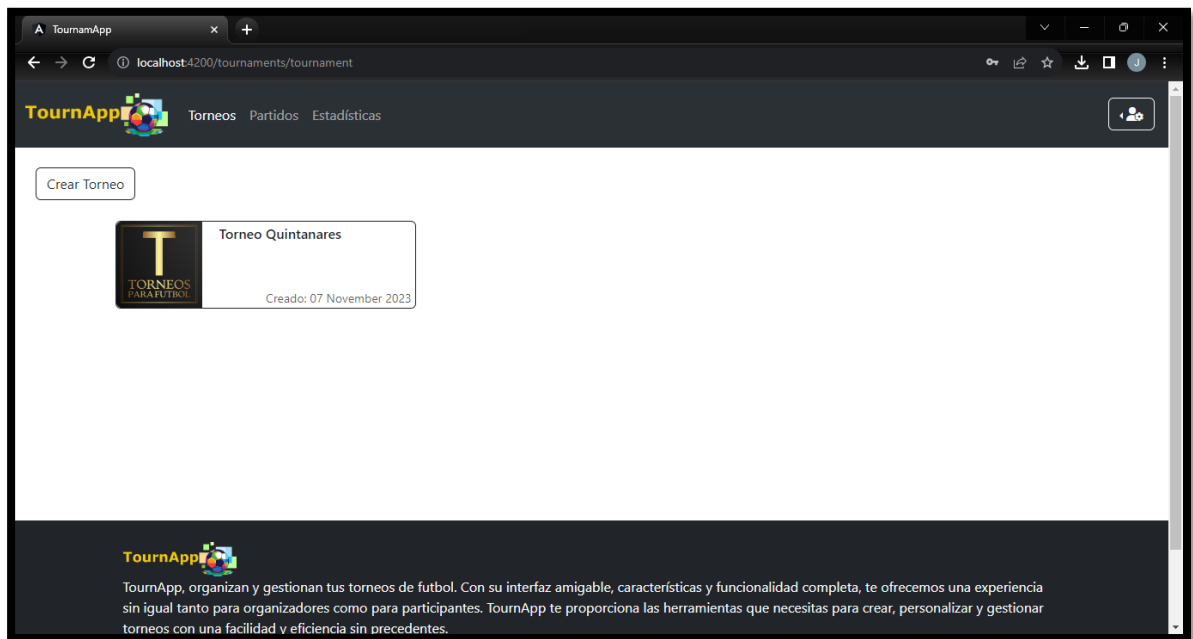 TournamApp
localhost:4200/tournaments/tournament
J
TournApp
Torneos Partidos Estadísticas
Crear Torneo
T
TORNEOS
PARA FUTBOL
Torneo Quintanares
Creado: 07 November 2023
TournApp
TournApp, organizan y gestionan tus torneos de futbol. Con su interfaz amigable, características y funcionalidad completa, te ofrecemos una experiencia
sin igual tanto para organizadores como para participantes. TournApp te proporciona las herramientas que necesitas para crear, personalizar y gestionar
torneos con una facilidad y eficiencia sin precedentes.